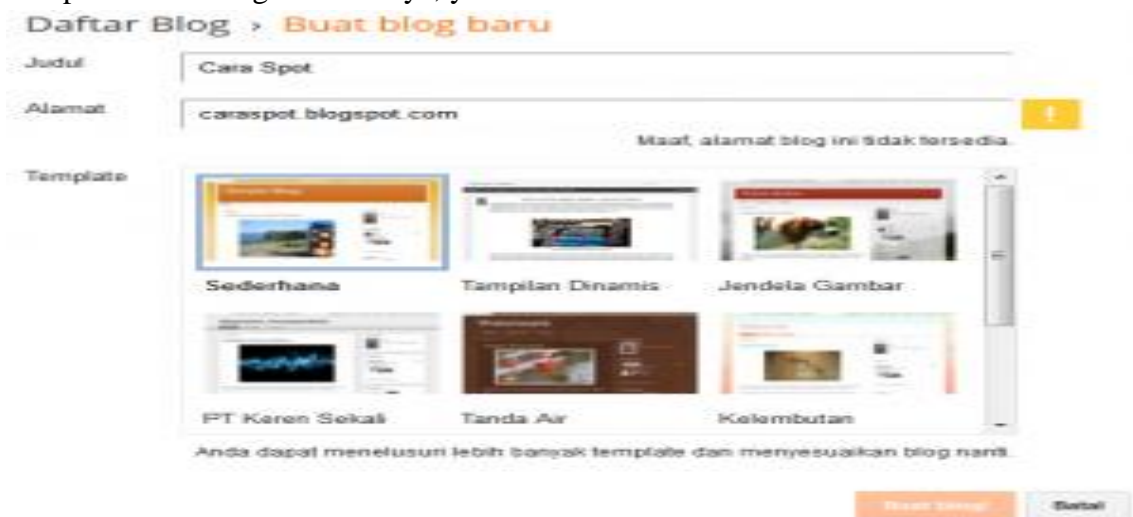 Daftar Blog › Buat blog baru
Judul
Cara Spot
Alamat
caraspot.blogspot.com
Maaf, alamat blog ini tidak tersedia.
Template
Sederhana
Tampilan Dinamis
Jendela Gambar
PT Keren Sekali
Tanda Air
Kelembutan
Anda dapat menelusuri lebih banyak template dan menyesuaikan blog nanti.
Buat blog!
Batal